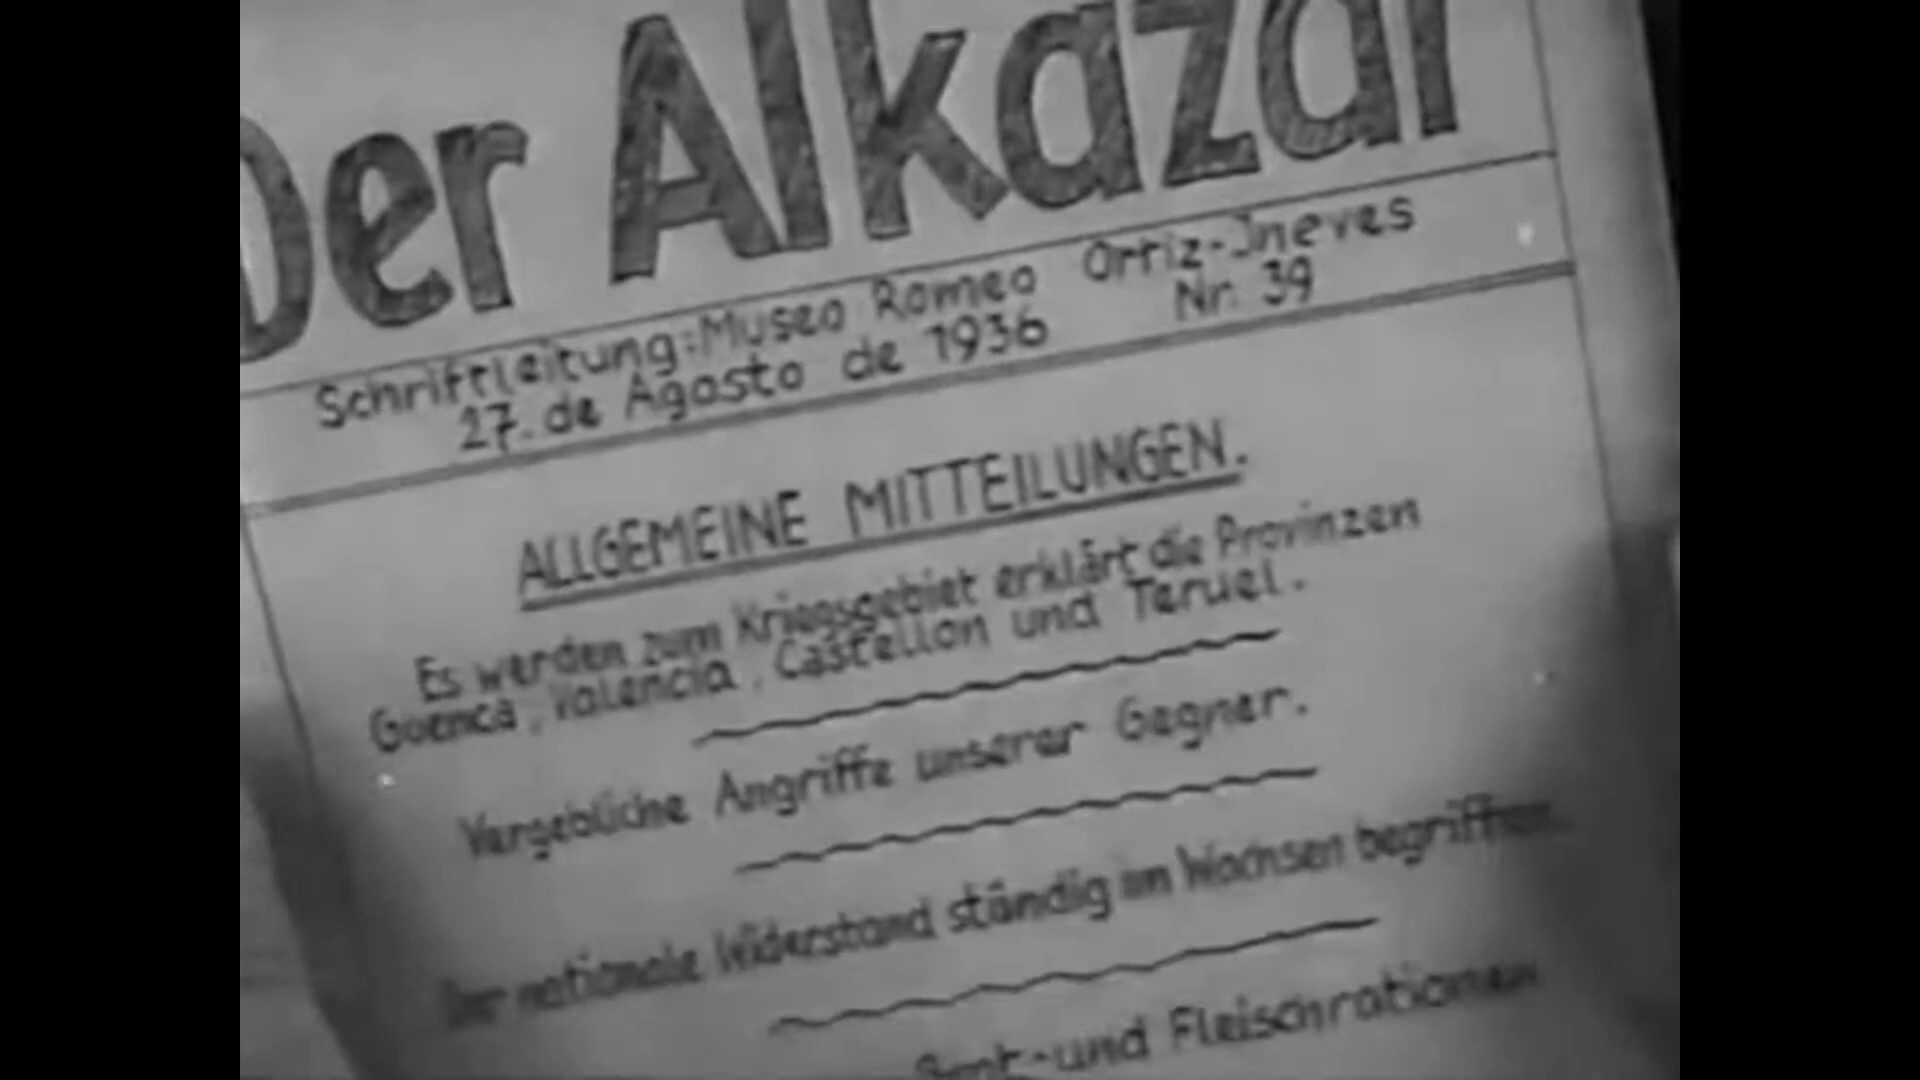 Der Alkazar
Schriftleitung: Museo Romeo Ortiz-Jneves
27. de Agosto de 1936 Nr. 39
ALLGEMEINE MITTEILUNGEN.
Es werden zum Kriegsgebiet erklärt die Provinzen
Guenca, Valencia, Castellon und Teruel.
Vergebliche Angriffe unserer Gegner.
Der nationale Widerstand ständig im Wachsen begriffen.
-und Fleischrationen